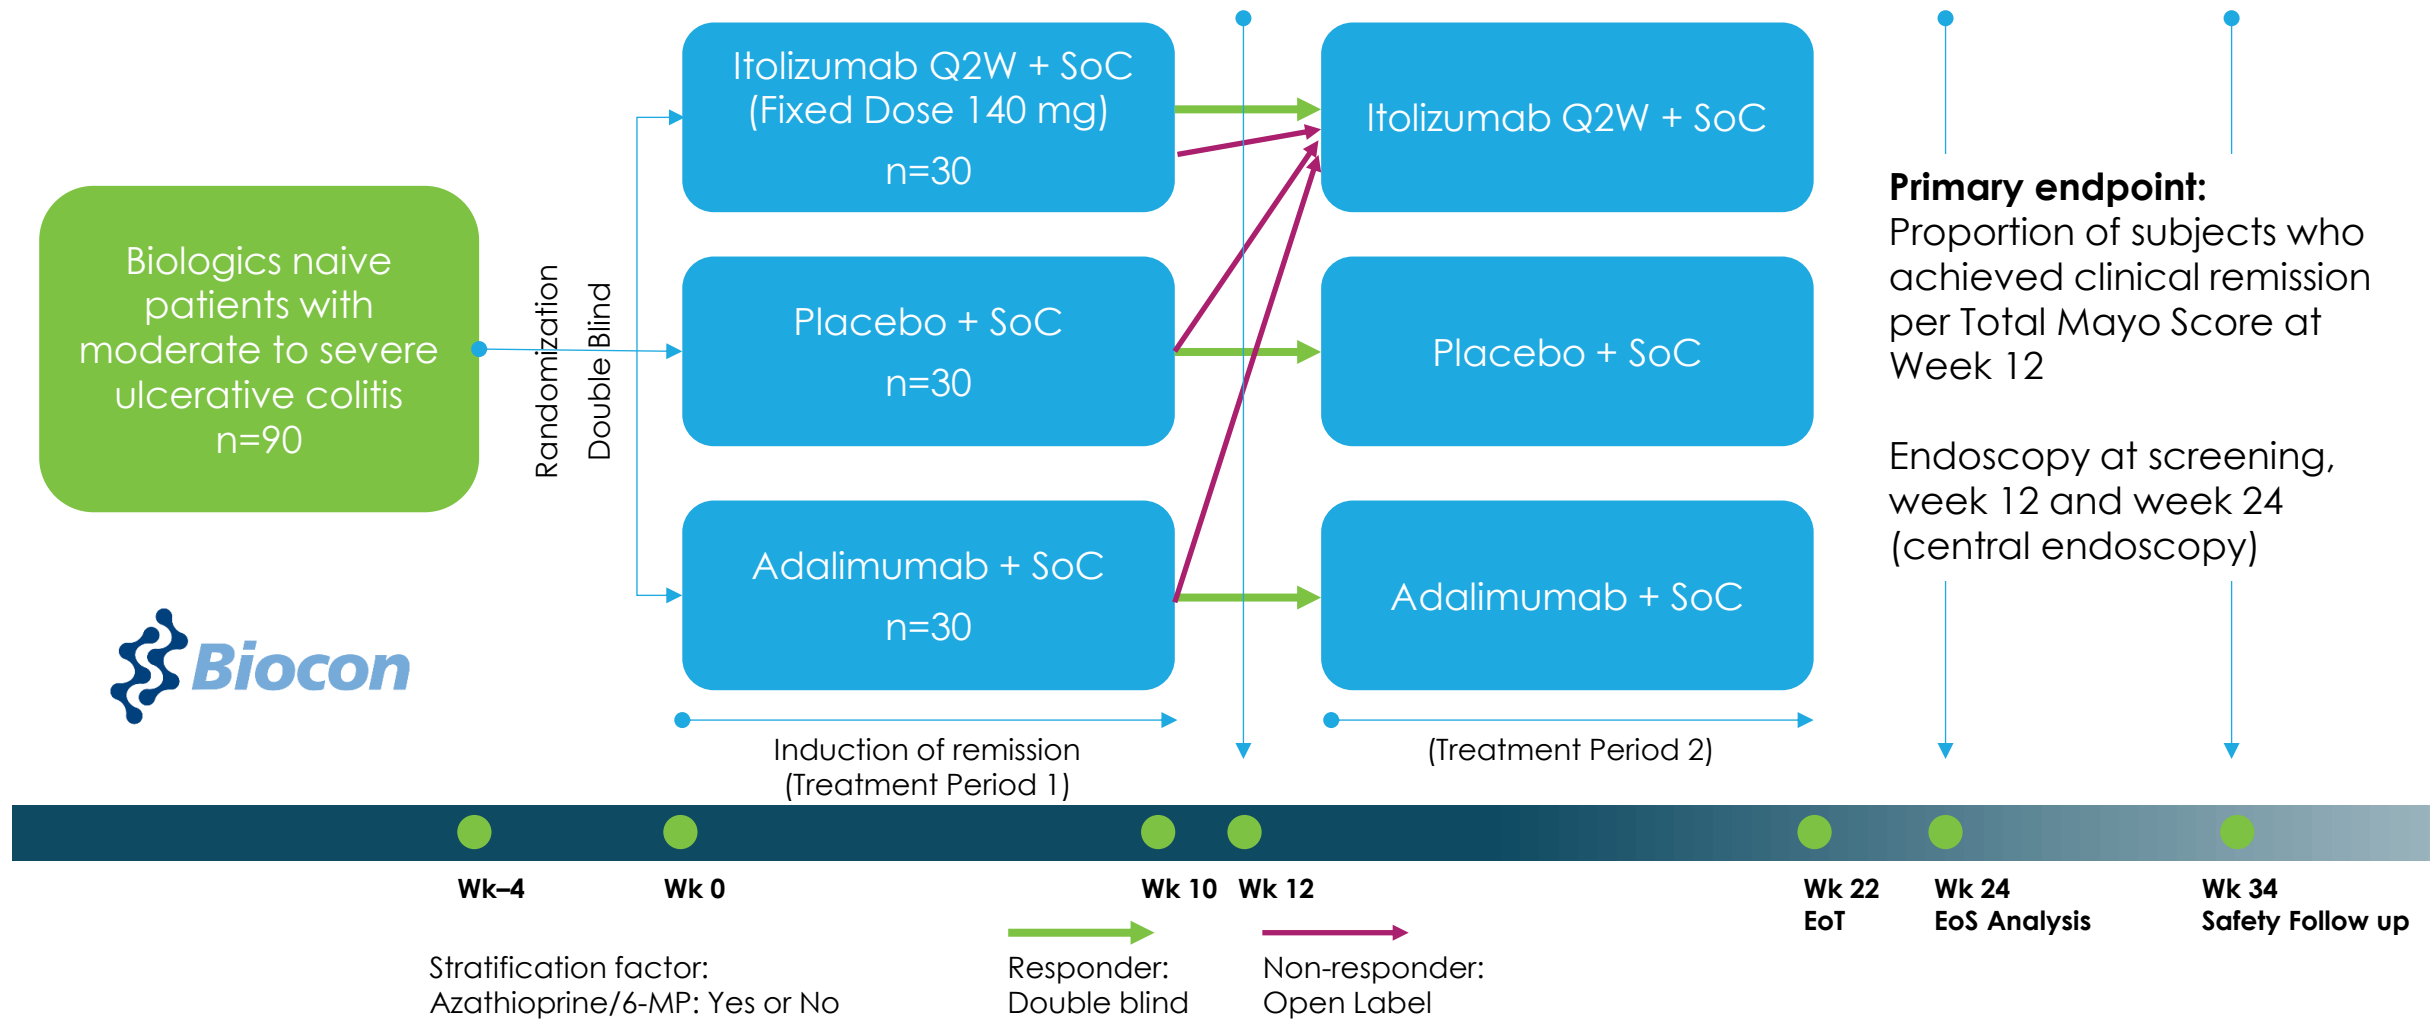 Biologics naive
patients with
moderate to severe
ulcerative colitis
n=90
Randomization
Double Blind
Itolizumab Q2W + SoC
(Fixed Dose 140 mg)
n=30
Placebo + SoC
n=30
Adalimumab + SoC
n=30
Itolizumab Q2W + SoC
Placebo + SoC
Adalimumab + SoC
Primary endpoint:
Proportion of subjects who
achieved clinical remission
per Total Mayo Score at
Week 12
Endoscopy at screening,
week 12 and week 24
(central endoscopy)
Biocon
Induction of remission
(Treatment Period 1)
(Treatment Period 2)
Wk–4
Wk 0
Wk 10
Wk 12
Wk 22
EoT
Wk 24
EoS Analysis
Wk 34
Safety Follow up
Stratification factor:
Azathioprine/6-MP: Yes or No
Responder:
Double blind
Non-responder:
Open Label